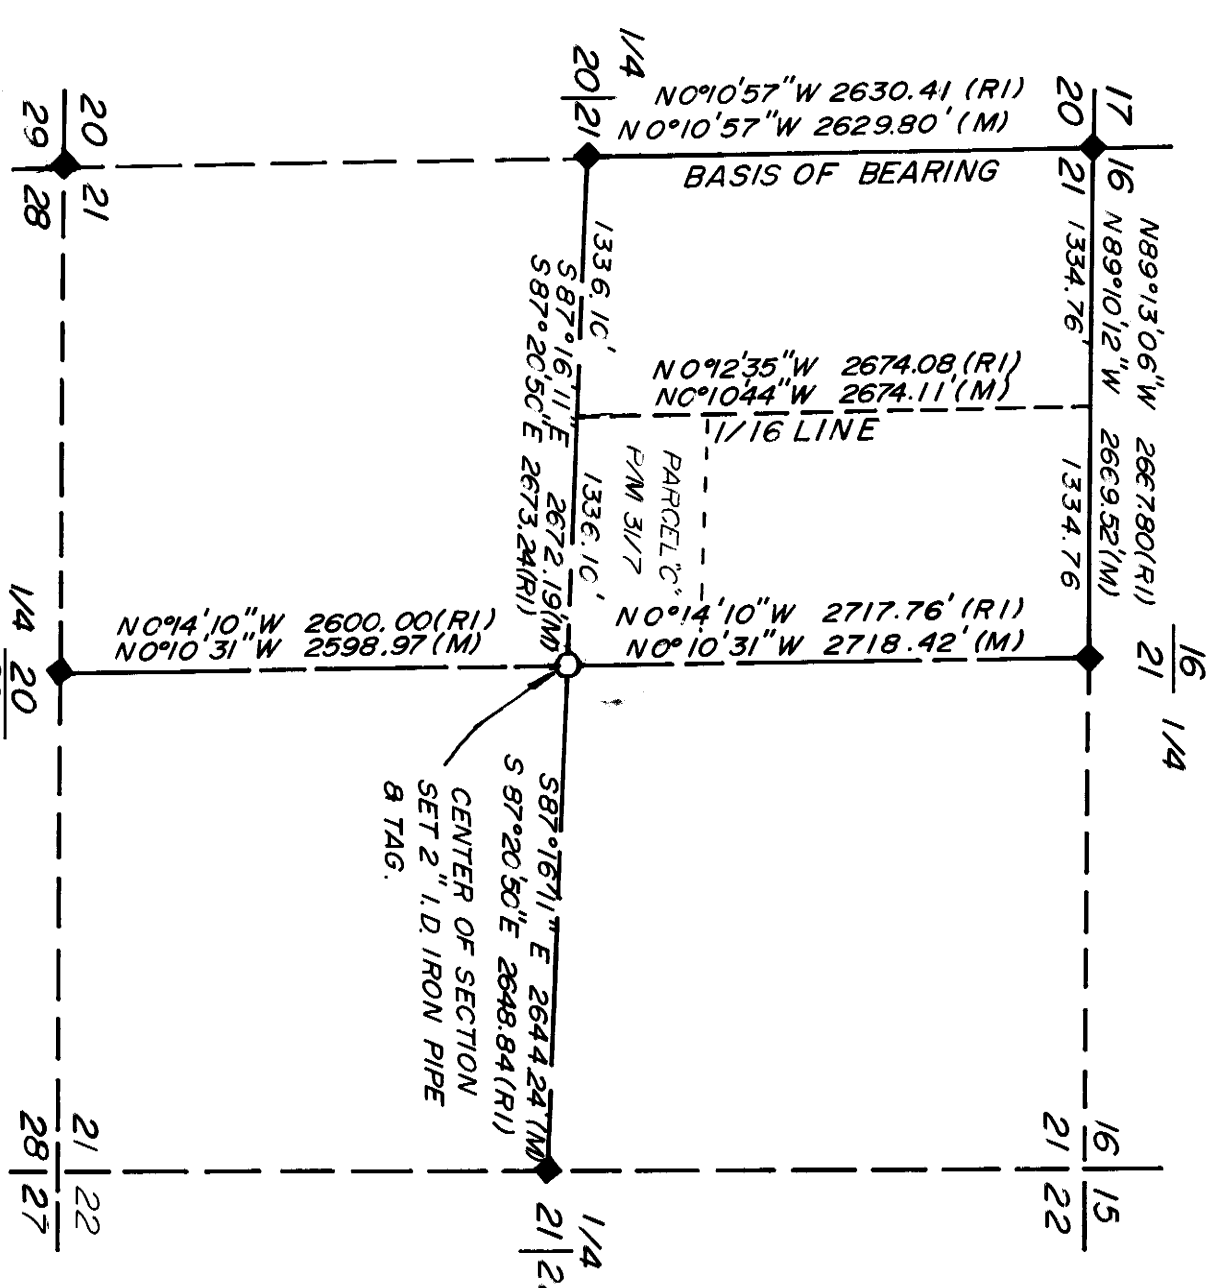 1/4
20|21
N0°10'57"W 2630.41 (R1)
N0°10'57"W 2629.80' (M)
BASIS OF BEARING
17
20
16
21
N89°13'06"W 2667.80(R1)
N89°10'12"W 2669.52'(M)
1334.76'
1334.76
20
29
21
28
1336.10'
1336.10'
S87°16'11"E 2672.19'(M)
S87°20'50"E 2673.24(R1)
N0°12'35"W 2674.08(R1)
N0°10'44"W 2674.11'(M)
1/16 LINE
PARCEL "C"
P/M 3117
N0°14'10"W 2600.00(R1)
N0°10'31"W 2598.97(M)
N0°14'10"W 2717.76' (R1)
N0°10'31"W 2718.42' (M)
16
21
1/4
1/4 20
CENTER OF SECTION
SET 2" I.D. IRON PIPE
& TAG.
S87°16'11"E 2644.24'(M)
S87°20'50"E 2648.84(R1)
21
28
22
27
1/4
21|2
16
21
15
22